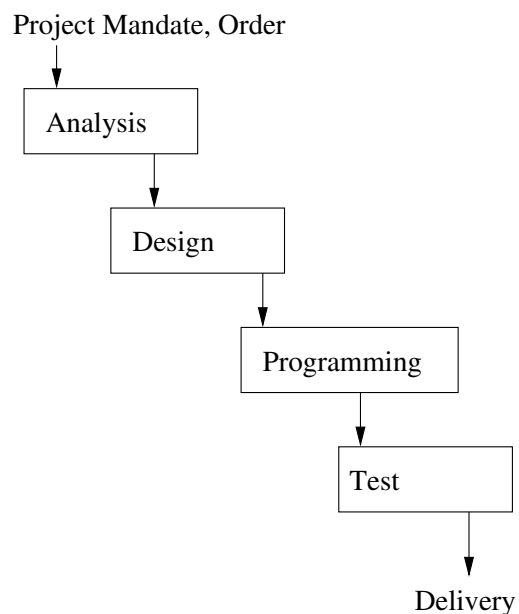 Project Mandate, Order
Analysis
Design
Programming
Test
Delivery